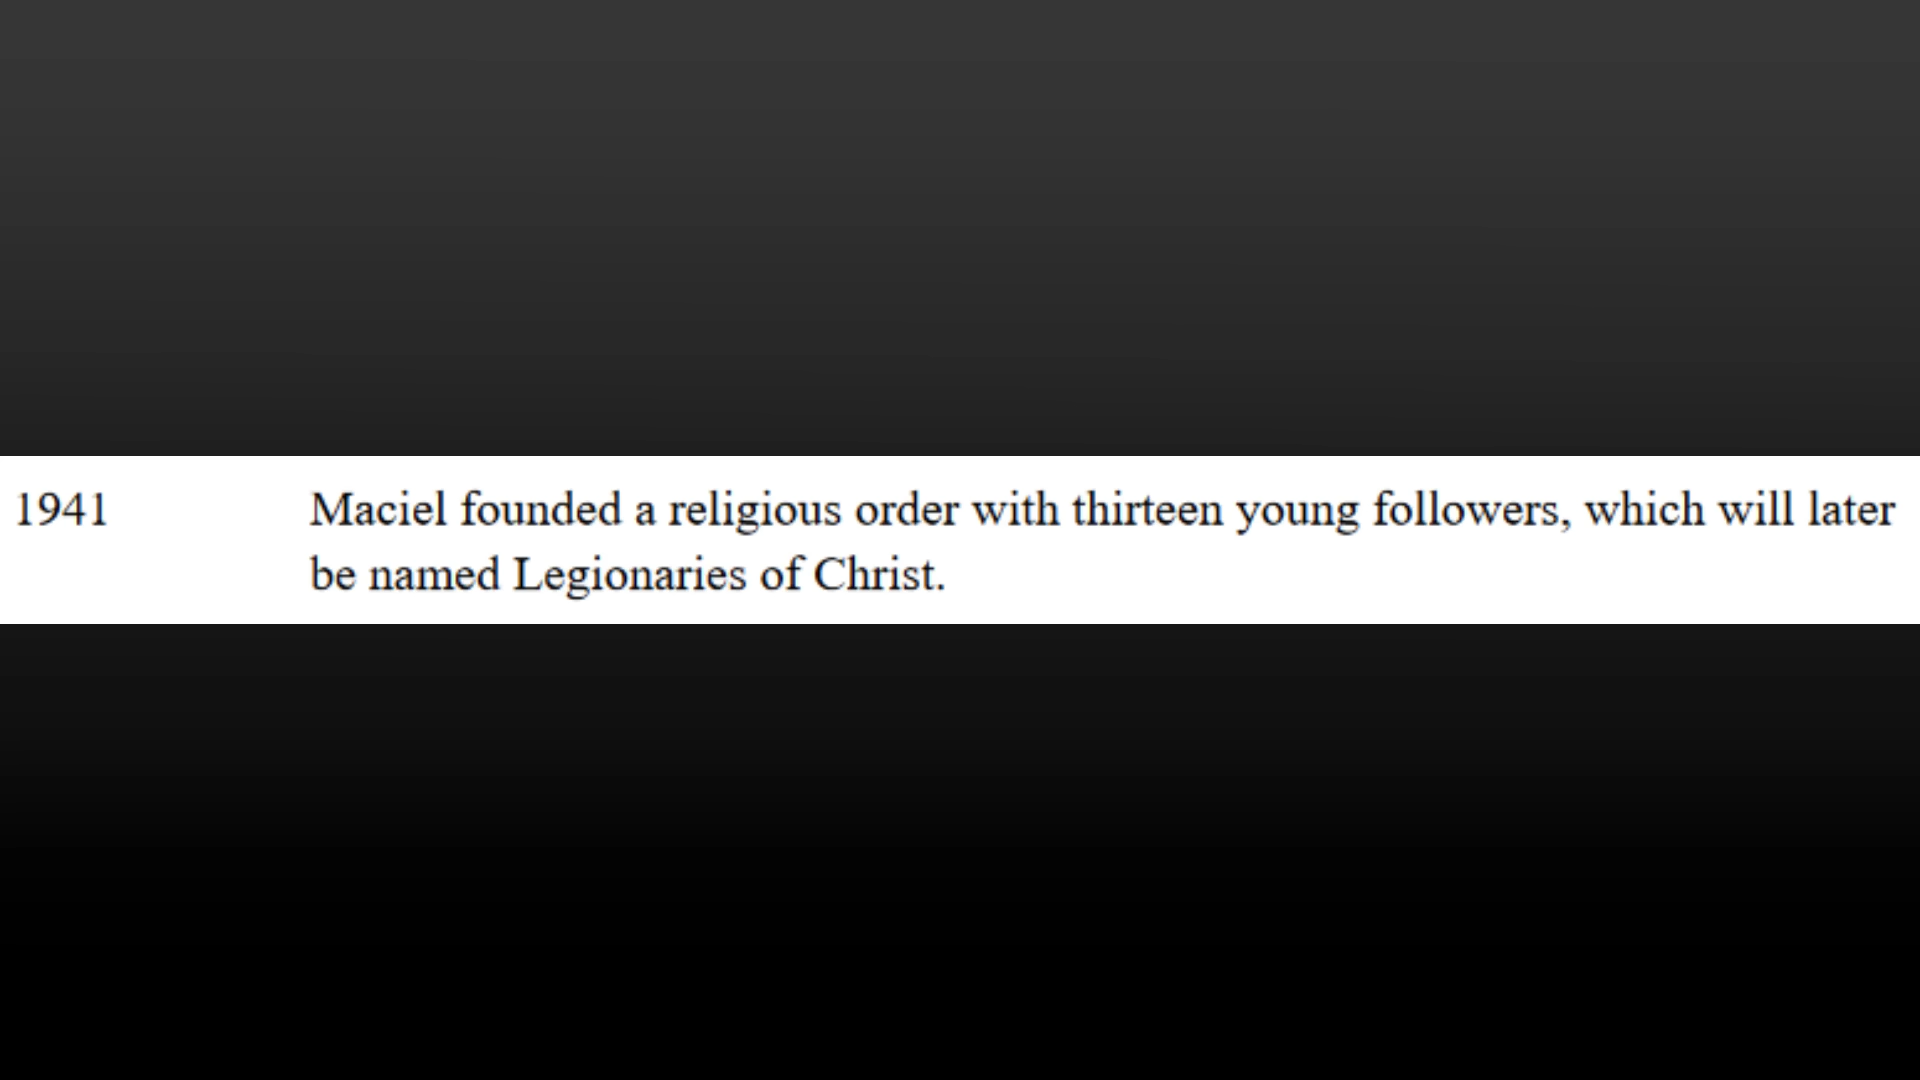 1941 Maciel founded a religious order with thirteen young followers, which will later
be named Legionaries of Christ.